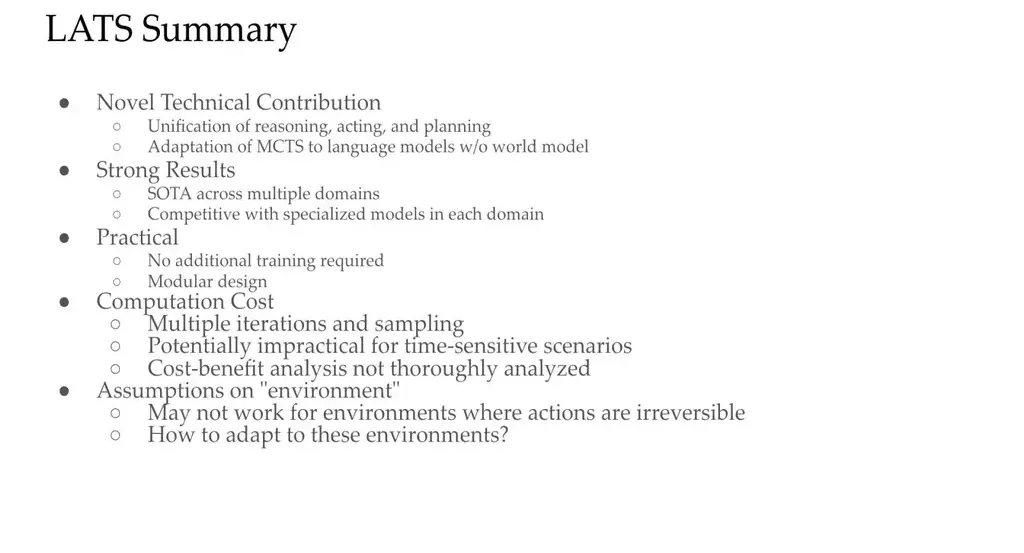 LATS Summary
● Novel Technical Contribution
○ Unification of reasoning, acting, and planning
○ Adaptation of MCTS to language models w/o world model
● Strong Results
○ SOTA across multiple domains
○ Competitive with specialized models in each domain
● Practical
○ No additional training required
○ Modular design
● Computation Cost
○ Multiple iterations and sampling
○ Potentially impractical for time-sensitive scenarios
○ Cost-benefit analysis not thoroughly analyzed
● Assumptions on "environment"
○ May not work for environments where actions are irreversible
○ How to adapt to these environments?